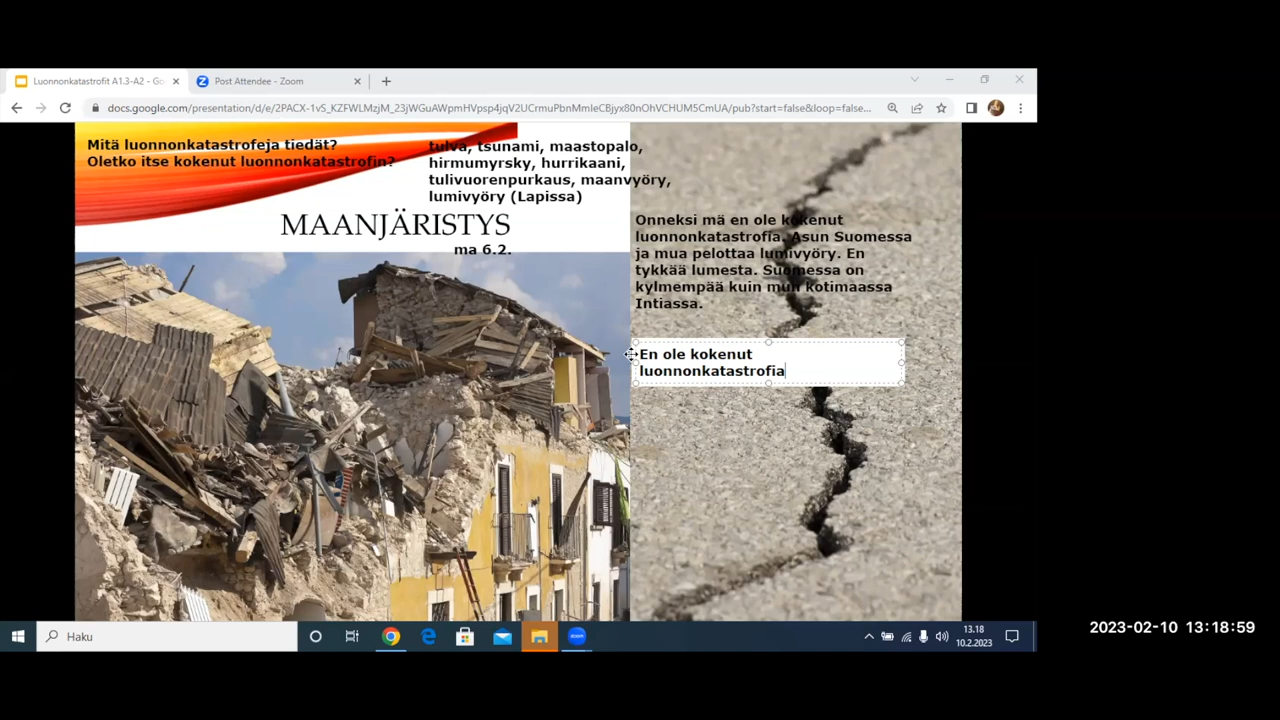 Luonnonkatastrofit A1.3-A2 - Go
Post Attendee - Zoom
docs.google.com/presentation/d/e/2PACX-1vS_KZFWLMzjM_23jWGuAWpmHVpsp4jqV2UCrmuPbnMmIeCBjyx80nOhVCHUM5CmUA/pub?start=false&loop=false...
Mitä luonnonkatastrofeja tiedät?
Oletko itse kokenut luonnonkatastrofin?
tulva, tsunami, maastopalo,
hirmumyrsky, hurrikaani,
tulivuorenpurkaus, maanvyöry,
lumivyöry (Lapissa)
MAANJÄRISTYS
ma 6.2.
Onneksi mä en ole kokenut
luonnonkatastrofia. Asun Suomessa
ja mua pelottaa lumivyöry. En
tykkää lumesta. Suomessa on
kylmempää kuin mun kotimaassa
Intiassa.
En ole kokenut
luonnonkatastrofia
Haku
zoom
13.18
10.2.2023
2023-02-10 13:18:59